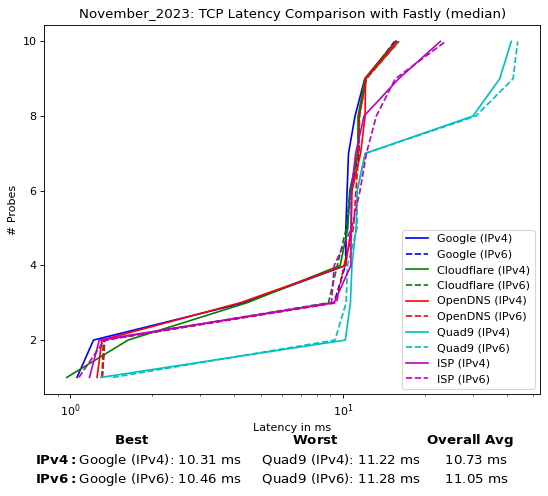 November_2023: TCP Latency Comparison with Fastly (median)
# Probes
10
8
6
4
2
10⁰
10¹
Latency in ms
Google (IPv4)
Google (IPv6)
Cloudflare (IPv4)
Cloudflare (IPv6)
OpenDNS (IPv4)
OpenDNS (IPv6)
Quad9 (IPv4)
Quad9 (IPv6)
ISP (IPv4)
ISP (IPv6)
Best Worst Overall Avg
IPv4: Google (IPv4): 10.31 ms Quad9 (IPv4): 11.22 ms 10.73 ms
IPv6: Google (IPv6): 10.46 ms Quad9 (IPv6): 11.28 ms 11.05 ms